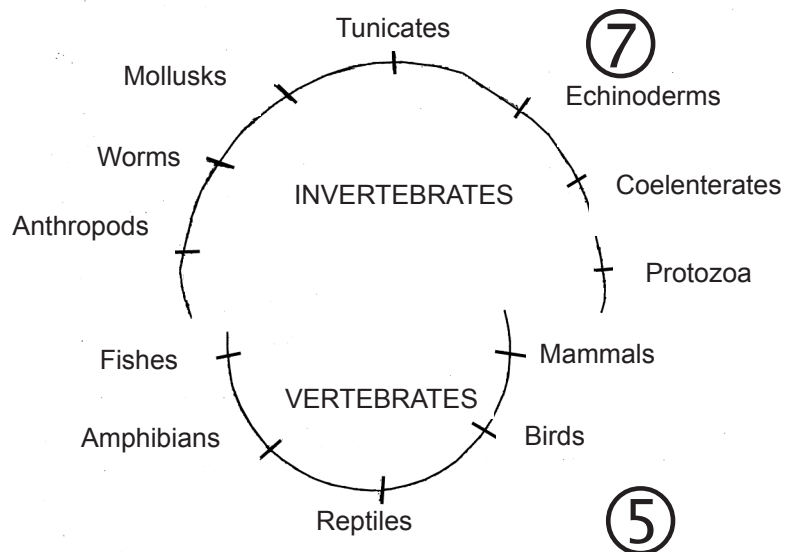 Tunicates
7
Mollusks
Echinoderms
Worms
INVERTEBRATES
Coelenterates
Anthropods
Protozoa
Fishes
Mammals
VERTEBRATES
Amphibians
Birds
Reptiles
5